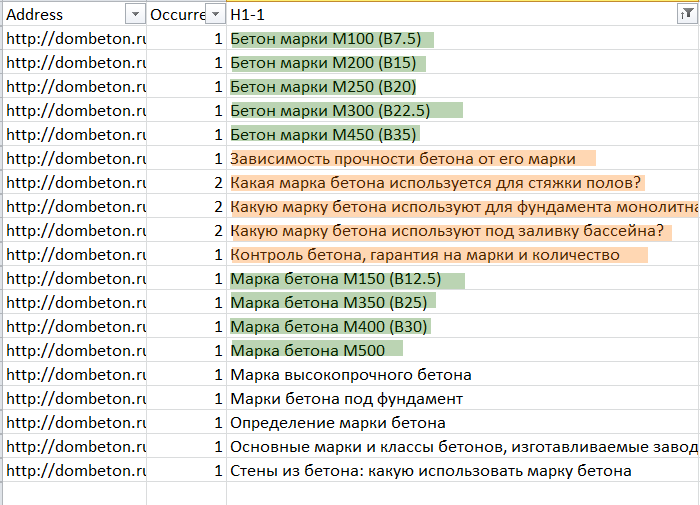 Address Occurre H1-1
http://dombeton.ru 1 Бетон марки М100 (В7.5)
http://dombeton.ru 1 Бетон марки М200 (В15)
http://dombeton.ru 1 Бетон марки М250 (В20)
http://dombeton.ru 1 Бетон марки М300 (В22.5)
http://dombeton.ru 1 Бетон марки М450 (В35)
http://dombeton.ru 1 Зависимость прочности бетона от его марки
http://dombeton.ru 2 Какая марка бетона используется для стяжки полов?
http://dombeton.ru 2 Какую марку бетона используют для фундамента монолитна
http://dombeton.ru 2 Какую марку бетона используют под заливку бассейна?
http://dombeton.ru 1 Контроль бетона, гарантия на марки и количество
http://dombeton.ru 1 Марка бетона М150 (В12.5)
http://dombeton.ru 1 Марка бетона М350 (В25)
http://dombeton.ru 1 Марка бетона М400 (В30)
http://dombeton.ru 1 Марка бетона М500
http://dombeton.ru 1 Марка высокопрочного бетона
http://dombeton.ru 1 Марки бетона под фундамент
http://dombeton.ru 1 Определение марки бетона
http://dombeton.ru 1 Основные марки и классы бетонов, изготавливаемые завод
http://dombeton.ru 1 Стены из бетона: какую использовать марку бетона